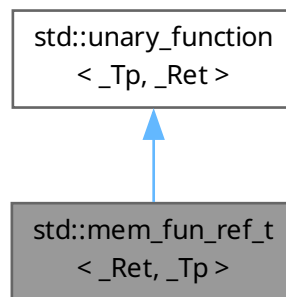 std::unary_function
< _Tp, _Ret >
std::mem_fun_ref_t
< _Ret, _Tp >